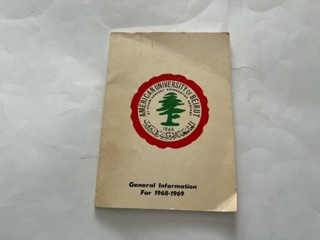 AMERICAN UNIVERSITY OF BEIRUT
1866
General Information
For 1968-1969